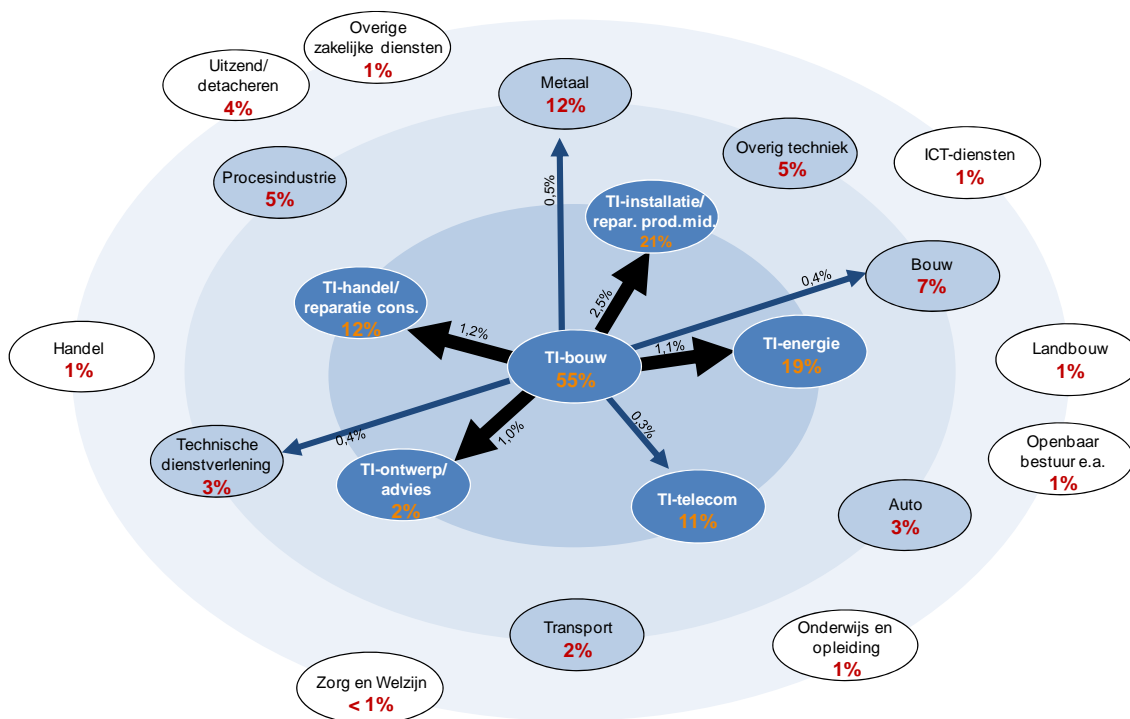 Overige
zakelijke diensten
1%
Uitzend/
detacheren
4%
Metaal
12%
Overig techniek
5%
ICT-diensten
1%
Procesindustrie
5%
0,5%
TI-installatie/
repar. prod.mid.
21%
Bouw
7%
0,4%
TI-handel/
reparatie cons.
12%
2,5%
1,2%
Handel
1%
TI-bouw
55%
1,1%
TI-energie
19%
Landbouw
1%
Technische
dienstverlening
3%
0,4%
1,0%
0,3%
TI-ontwerp/
advies
2%
TI-telecom
11%
Openbaar
bestuur e.a.
1%
Auto
3%
Transport
2%
Onderwijs en
opleiding
1%
Zorg en Welzijn
< 1%